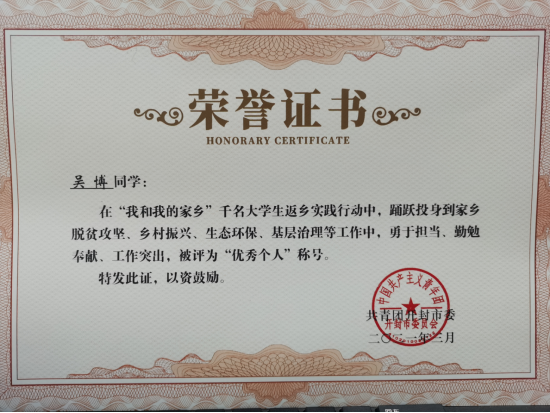 荣誉证书
HONORARY CERTIFICATE
吴博同学：
在“我和我的家乡”千名大学生返乡实践行动中，踊跃投身到家乡
脱贫攻坚、乡村振兴、生态环保、基层治理等工作中，勇于担当、勤勉
奉献、工作突出，被评为“优秀个人”称号。
特发此证，以资鼓励。
中国共产主义青年团
开封市委员会
共青团开封市委
二〇二一年三月